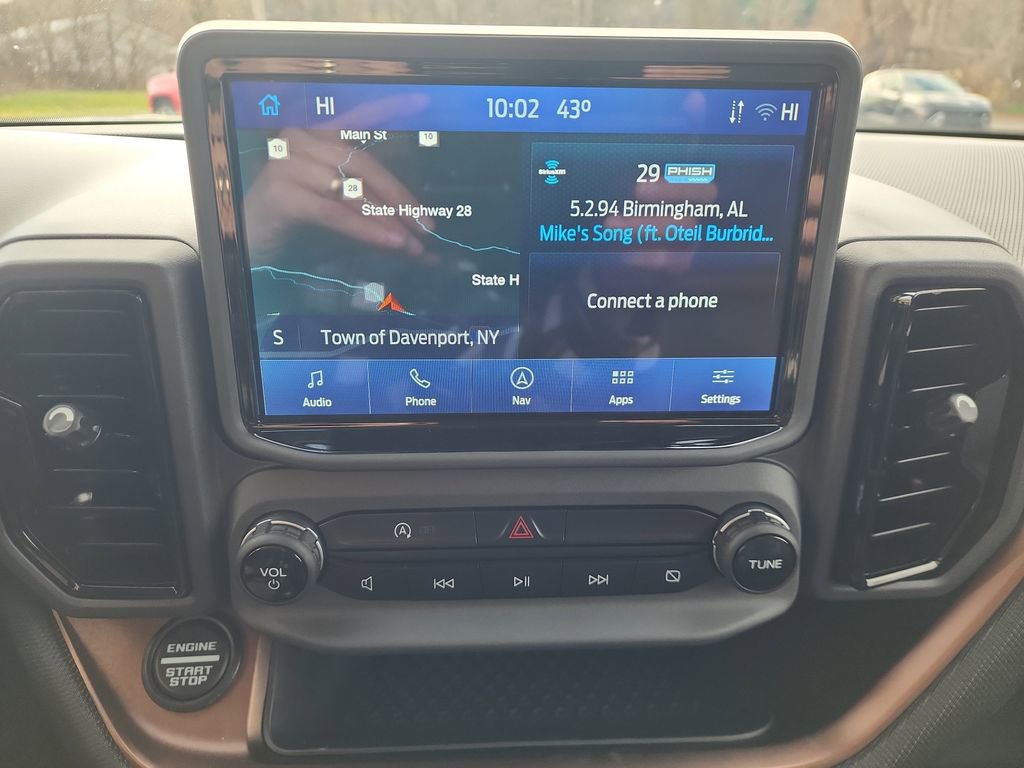 HI 10:02 43º HI
10 Main St 10
28
State Highway 28
State H
S Town of Davenport, NY
SiriusXM 29 PHISH
5.2.94 Birmingham, AL
Mike's Song (ft. Oteil Burbrid...
Connect a phone
Audio Phone Nav Apps Settings
A OFF
VOL
TUNE
ENGINE
START
STOP